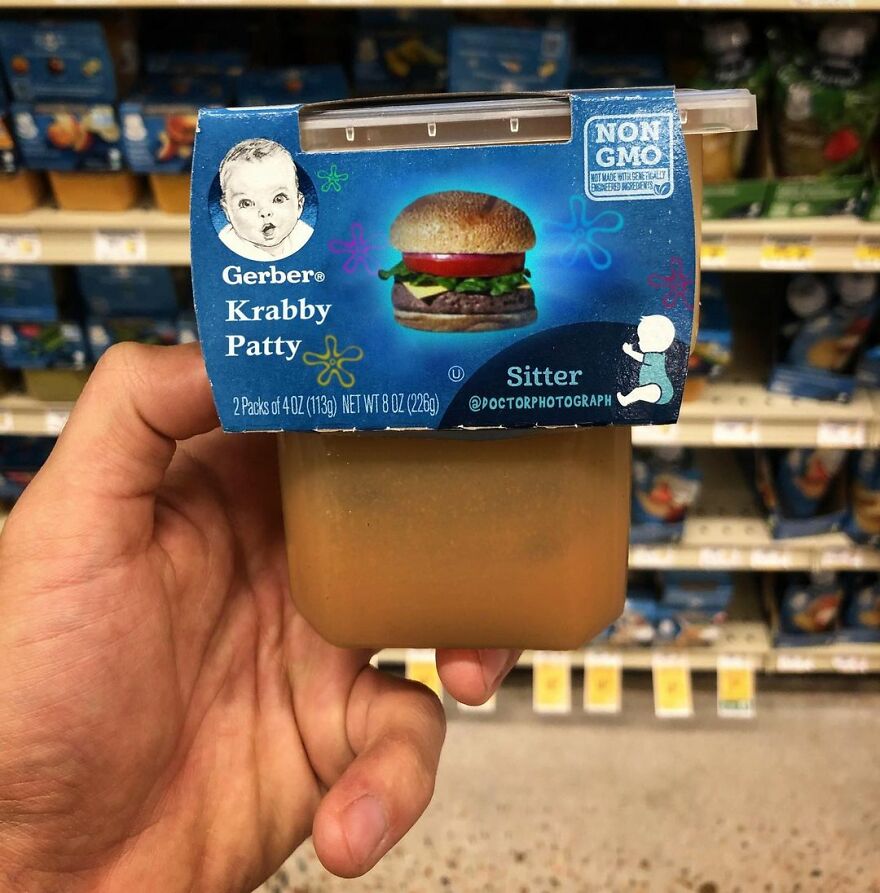 NON
GMO
NOT MADE WITH GENETICALLY
ENGINEERED INGREDIENTS
Gerber®
Krabby
Patty
U
Sitter
2 Packs of 4 OZ (113g) NET WT 8 OZ (226g)
@DOCTORPHOTOGRAPH